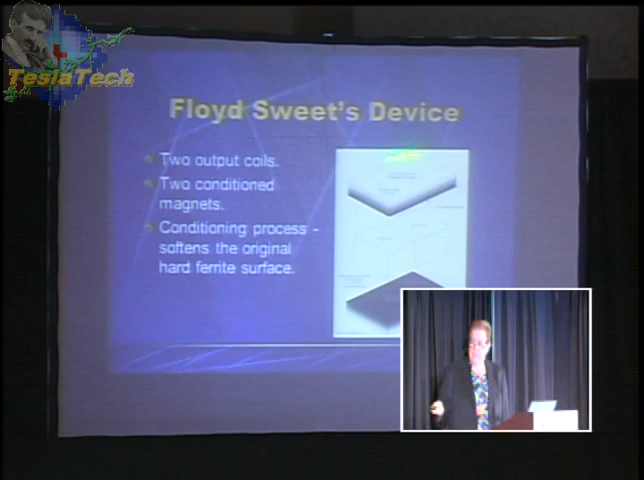 TeslaTech
Floyd Sweet's Device
Two output coils.
Two conditioned
magnets.
Conditioning process -
softens the original
hard ferrite surface.